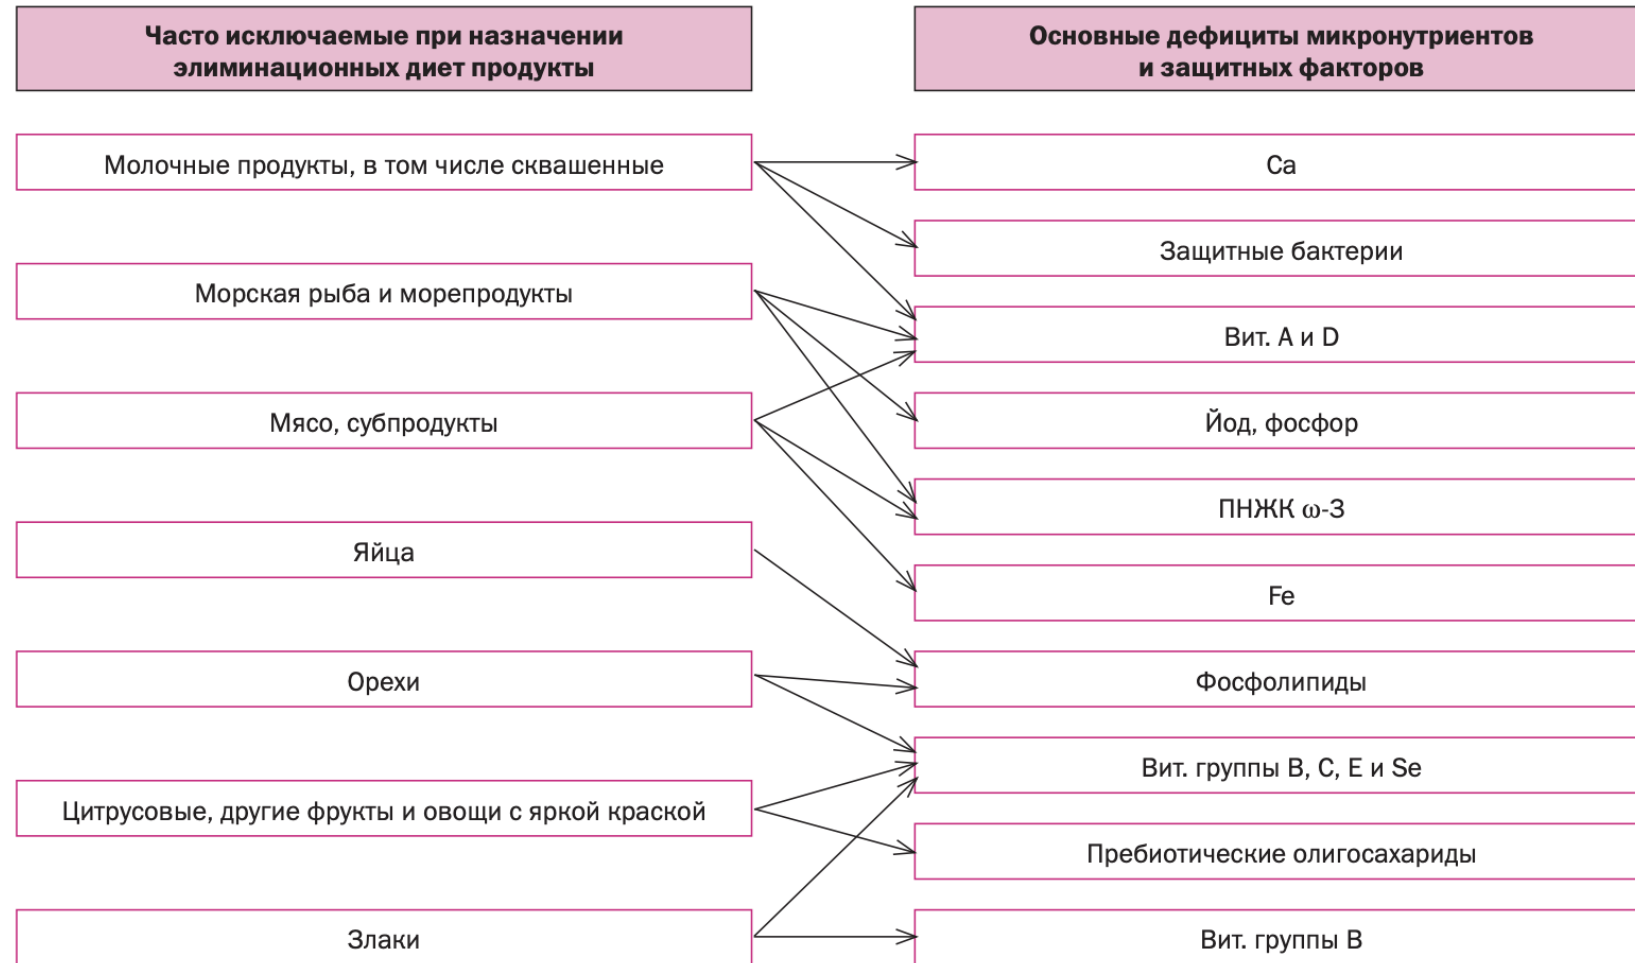 Часто исключаемые при назначении
элиминационных диет продукты
Основные дефициты микронутриентов
и защитных факторов
Молочные продукты, в том числе сквашенные
Морская рыба и морепродукты
Мясо, субпродукты
Яйца
Орехи
Цитрусовые, другие фрукты и овощи с яркой краской
Злаки
Ca
Защитные бактерии
Вит. A и D
Йод, фосфор
ПНЖК ω-3
Fe
Фосфолипиды
Вит. группы B, C, E и Se
Пребиотические олигосахариды
Вит. группы B